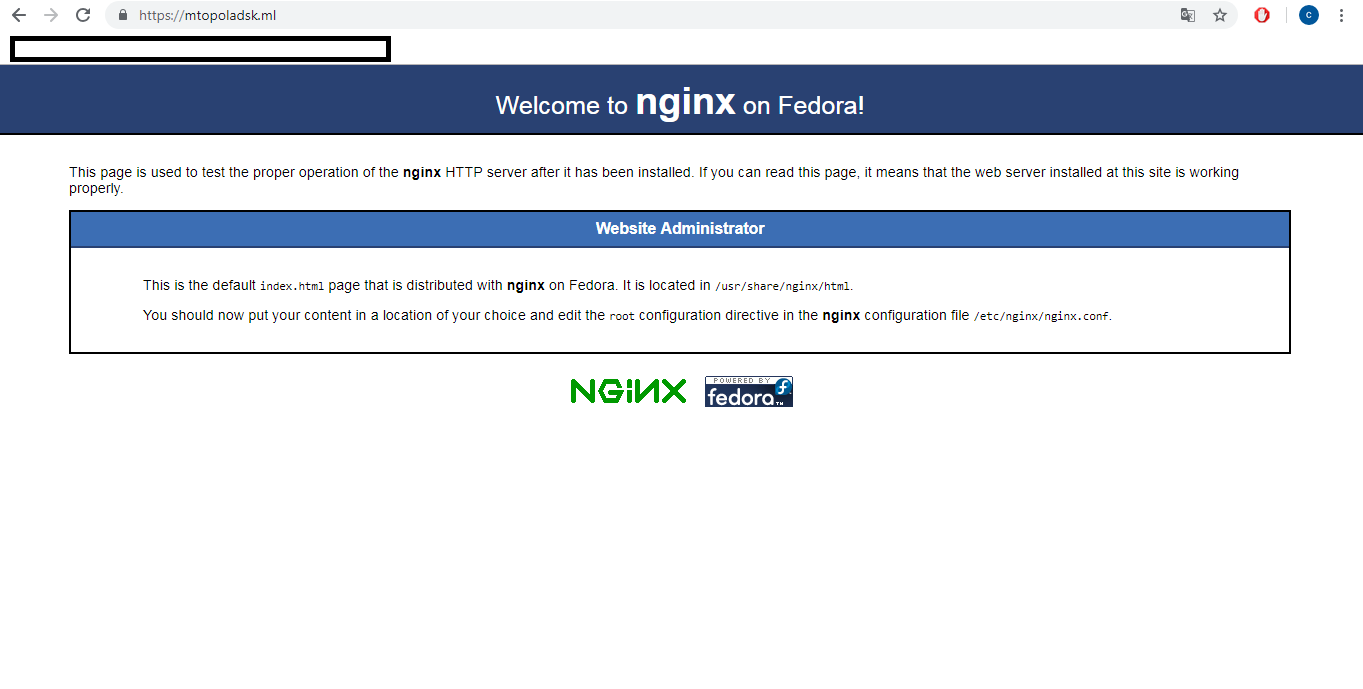 https://mtopoladsk.ml
C
Welcome to nginx on Fedora!
This page is used to test the proper operation of the nginx HTTP server after it has been installed. If you can read this page, it means that the web server installed at this site is working
properly.
Website Administrator
This is the default index.html page that is distributed with nginx on Fedora. It is located in /usr/share/nginx/html.
You should now put your content in a location of your choice and edit the root configuration directive in the nginx configuration file /etc/nginx/nginx.conf.
NGINX
POWERED BY
fedora™